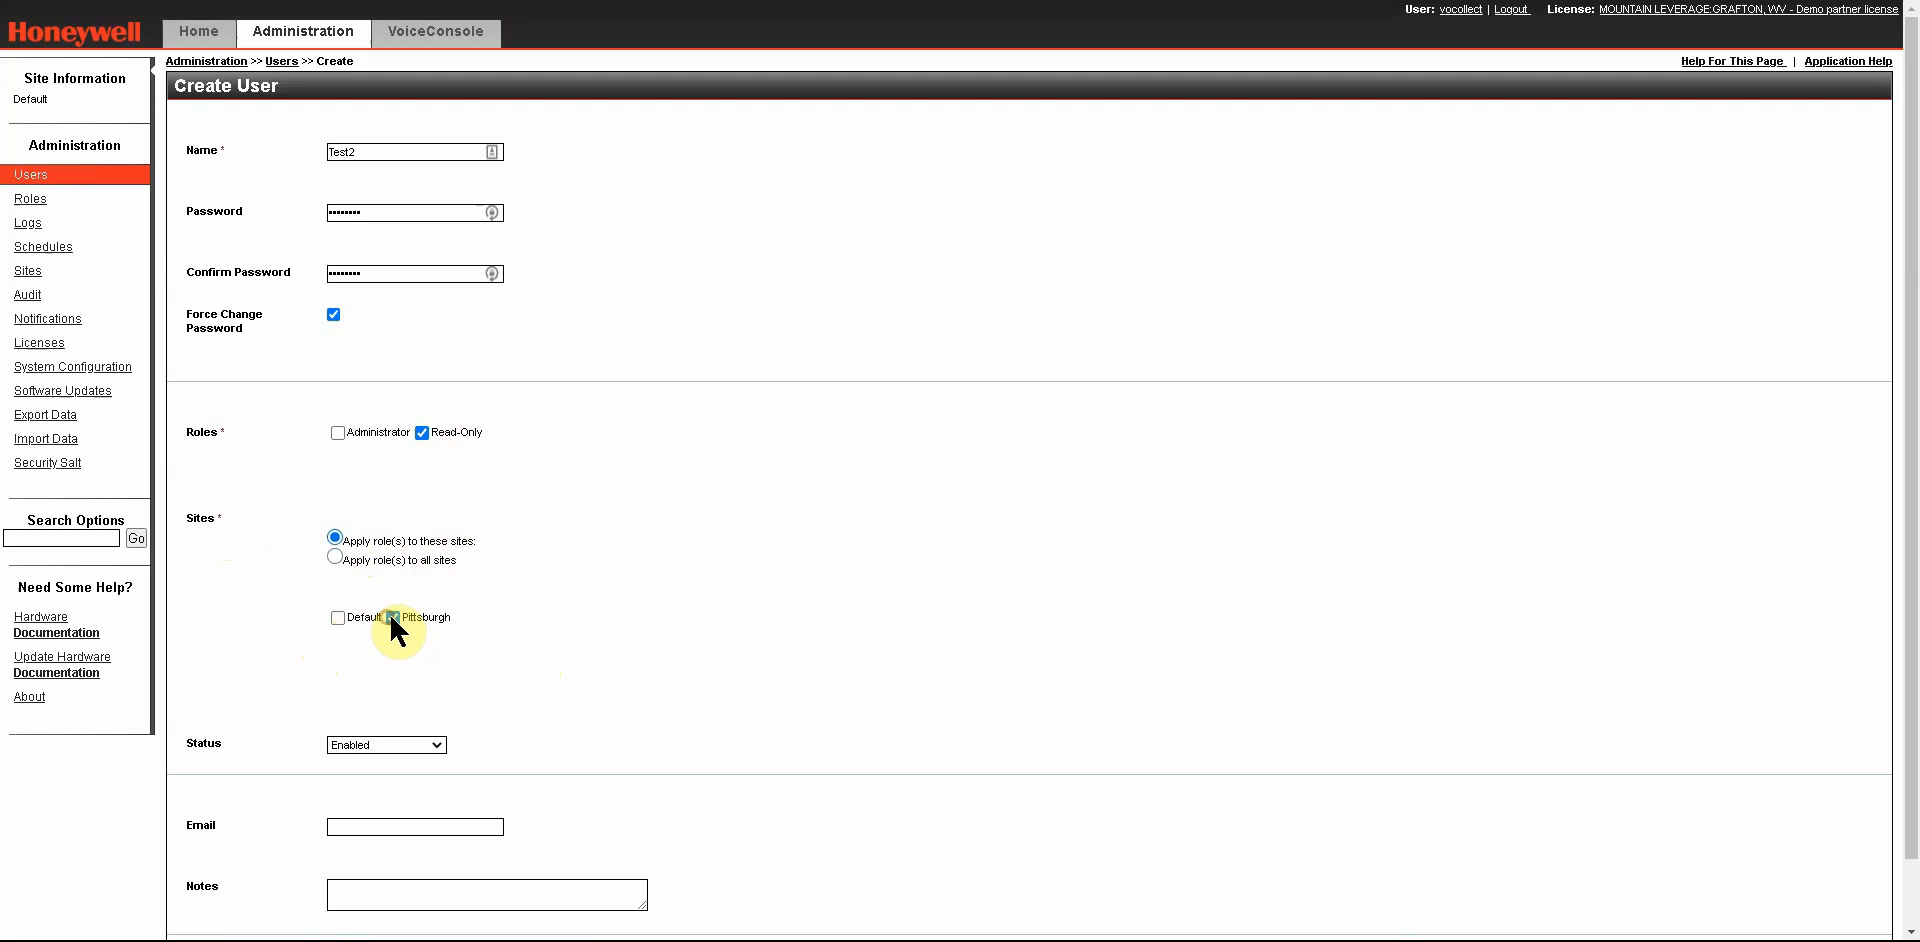 User: vocollect | Logout License: MOUNTAIN LEVERAGE:GRAFTON, WV - Demo partner license
Honeywell
Home Administration VoiceConsole
Administration >> Users >> Create
Help For This Page | Application Help
Site Information
Default
Administration
Users
Roles
Logs
Schedules
Sites
Audit
Notifications
Licenses
System Configuration
Software Updates
Export Data
Import Data
Security Salt
Search Options
Go
Need Some Help?
Hardware
Documentation
Update Hardware
Documentation
About
Create User
Name * Test2
Password ••••••••
Confirm Password ••••••••
Force Change
Password
Roles * Administrator Read-Only
Sites *
Apply role(s) to these sites:
Apply role(s) to all sites
Default Pittsburgh
Status Enabled
Email
Notes